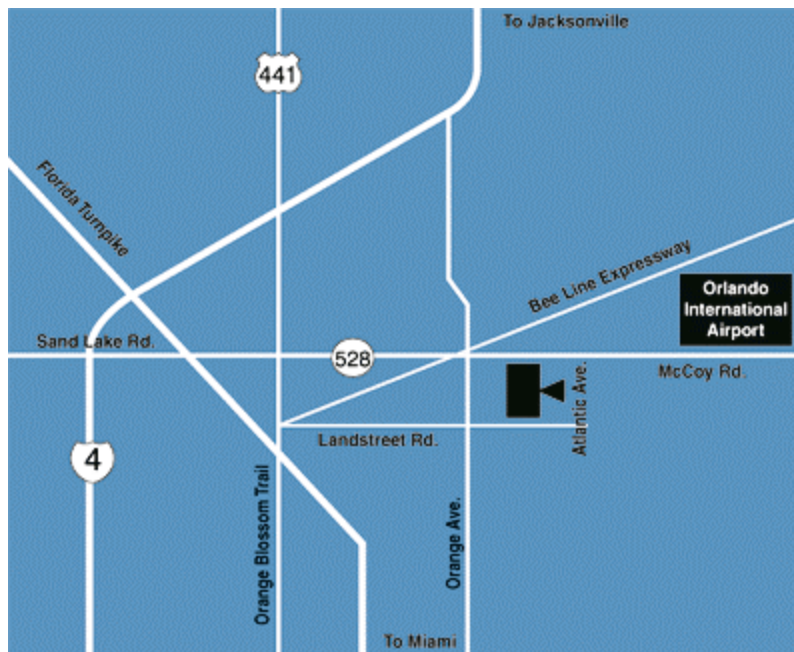 To Jacksonville
441
Florida Turnpike
Bee Line Expressway
Orlando
International
Airport
Sand Lake Rd.
528
McCoy Rd.
Atlantic Ave.
Landstreet Rd.
4
Orange Blossom Trail
Orange Ave.
To Miami